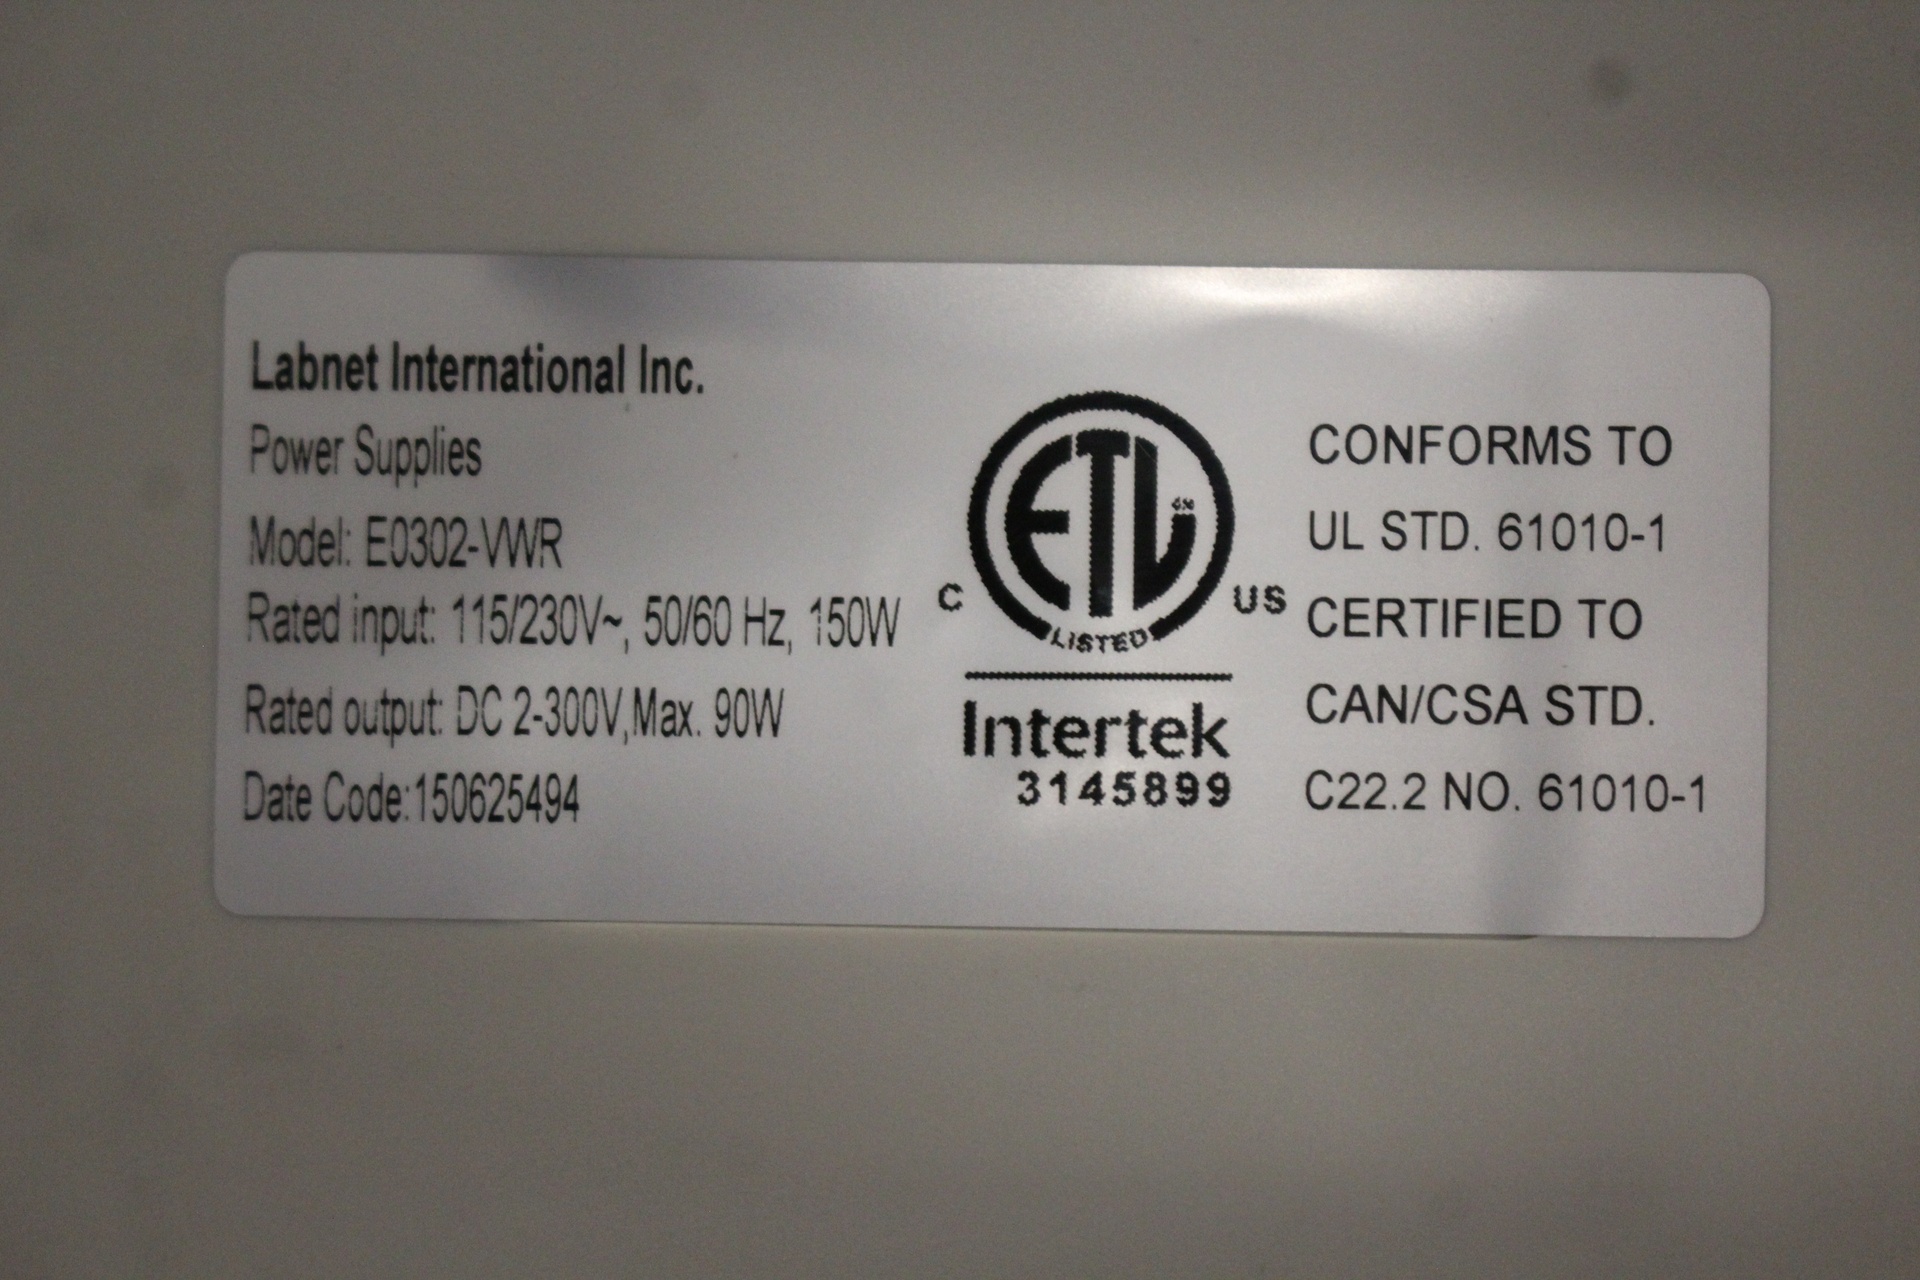 Labnet International Inc.
Power Supplies
Model: E0302-VWR
Rated input: 115/230V~, 50/60 Hz, 150W
Rated output: DC 2-300V,Max. 90W
Date Code:150625494
ETL
C US
LISTED
Intertek
3145899
CONFORMS TO
UL STD. 61010-1
CERTIFIED TO
CAN/CSA STD.
C22.2 NO. 61010-1